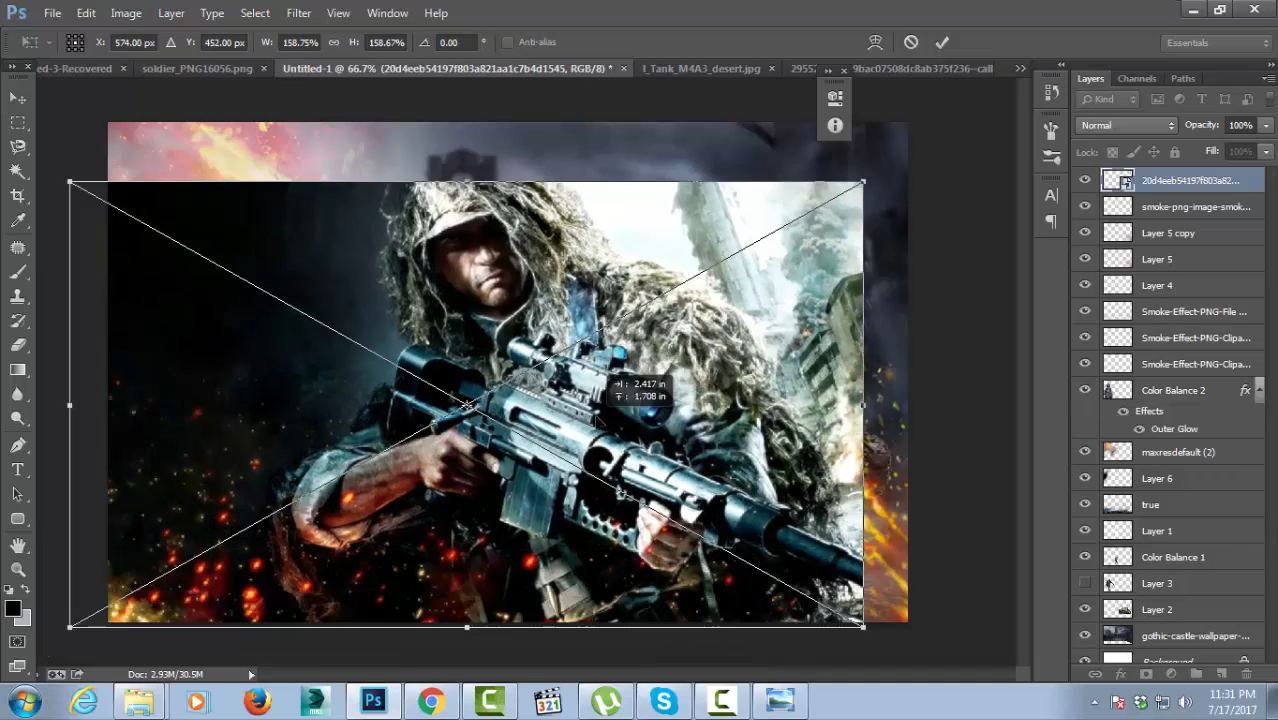 Ps File Edit Image Layer Type Select Filter View Window Help
X: 574.00 px Y: 452.00 px W: 158.75% H: 158.67% 0.00 ° Anti-alias Essentials
ed-3-Recovered × soldier_PNG16056.png × Untitled-1 @ 66.7% (20d4eeb54197f803a821aa1c7b4d1545, RGB/8) * × l_Tank_M4A3_desert.jpg × 2955 9bac07508dc8ab375f236--call
Layers Channels Paths
Kind
Normal Opacity: 100%
Lock: Fill: 100%
20d4eeb54197f803a82...
smoke-png-image-smok...
Layer 5 copy
Layer 5
Layer 4
Smoke-Effect-PNG-File ...
Smoke-Effect-PNG-Clipa...
Smoke-Effect-PNG-Clipa...
Color Balance 2 fx
Effects
Outer Glow
maxresdefault (2)
Layer 6
true
Layer 1
Color Balance 1
Layer 3
Layer 2
gothic-castle-wallpaper-...
Background
2.417 in
1.708 in
Doc: 2.93M/30.5M
11:31 PM
7/17/2017